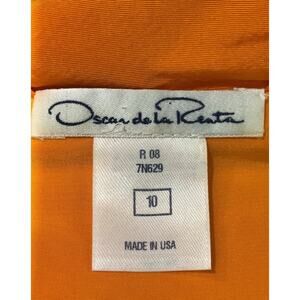 Oscar de la Renta
R 08
7N629
10
MADE IN USA